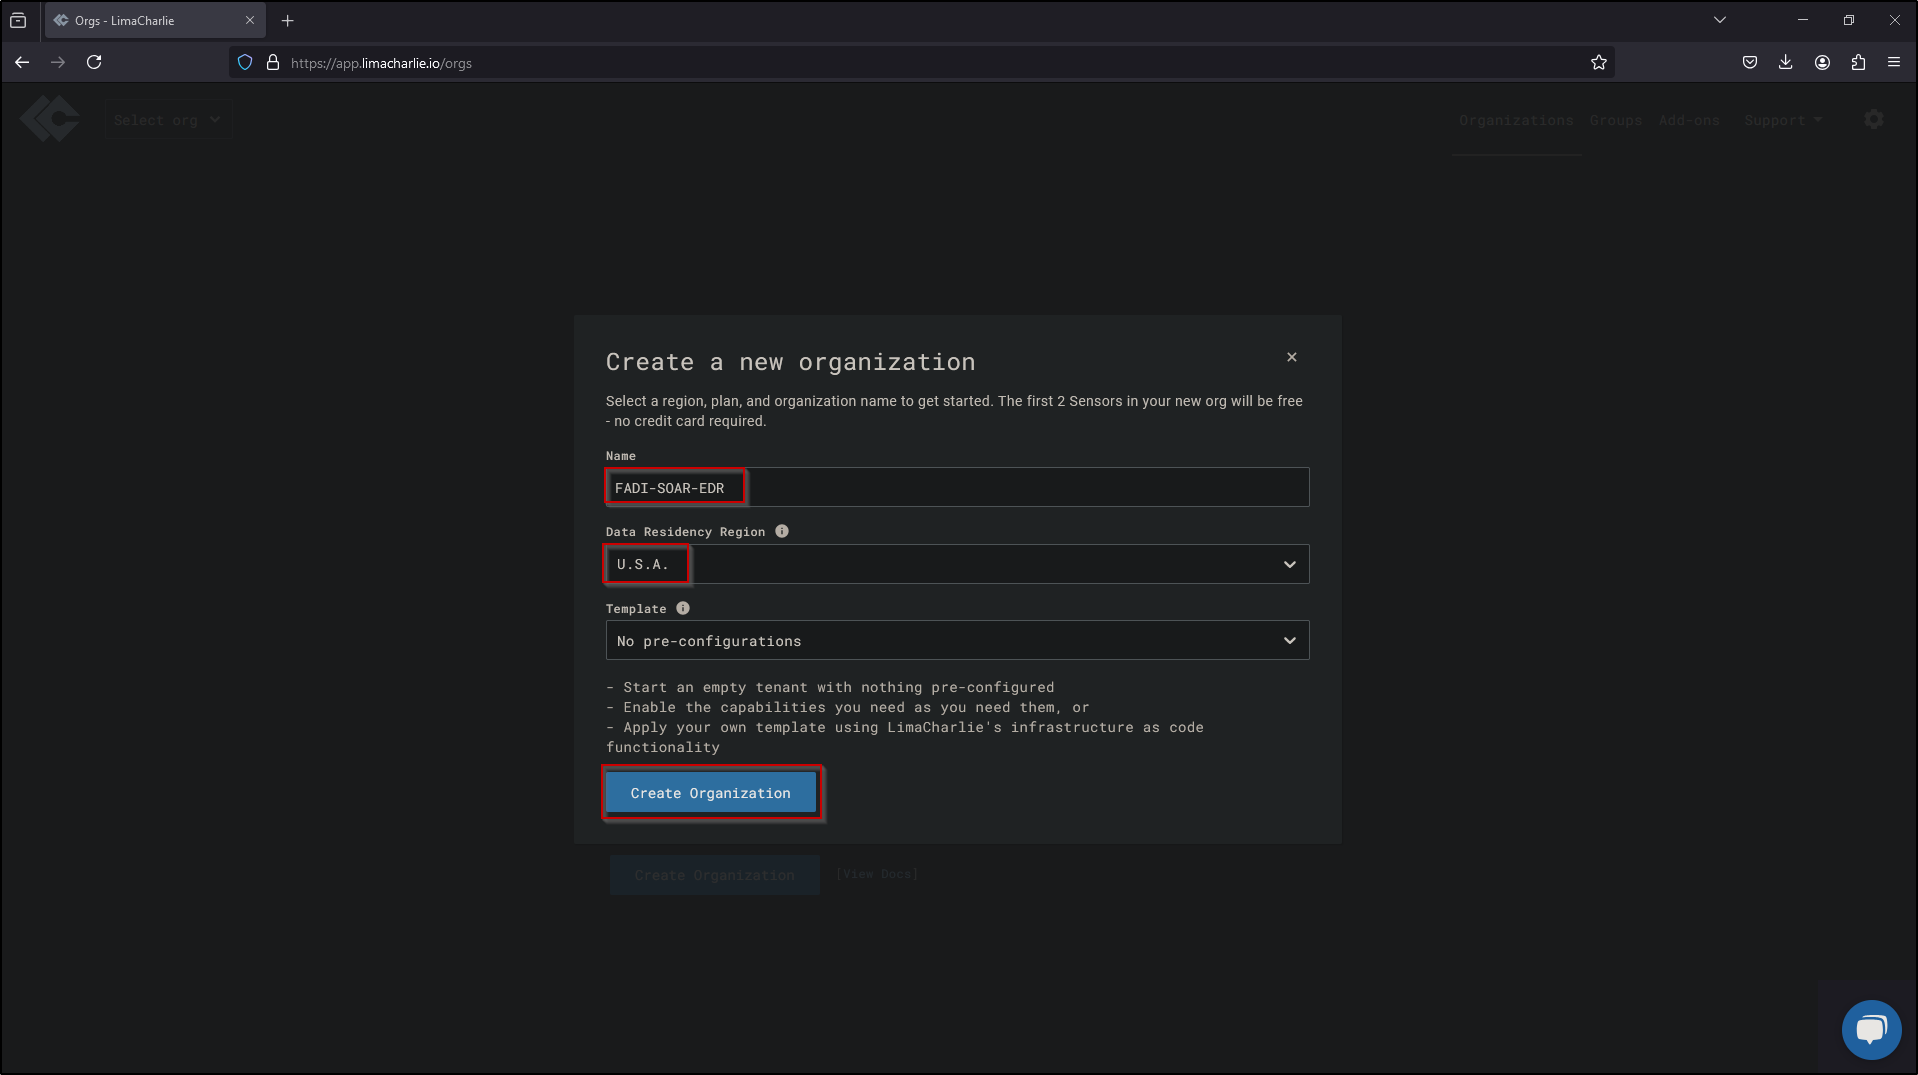 Orgs - LimaCharlie
https://app.limacharlie.io/orgs
Select org
Organizations
Groups
Add-ons
Support
Create a new organization
Select a region, plan, and organization name to get started. The first 2 Sensors in your new org will be free
- no credit card required.
Name
FADI-SOAR-EDR
Data Residency Region
U.S.A.
Template
No pre-configurations
- Start an empty tenant with nothing pre-configured
- Enable the capabilities you need as you need them, or
- Apply your own template using LimaCharlie's infrastructure as code
functionality
Create Organization
Create Organization
[View Docs]